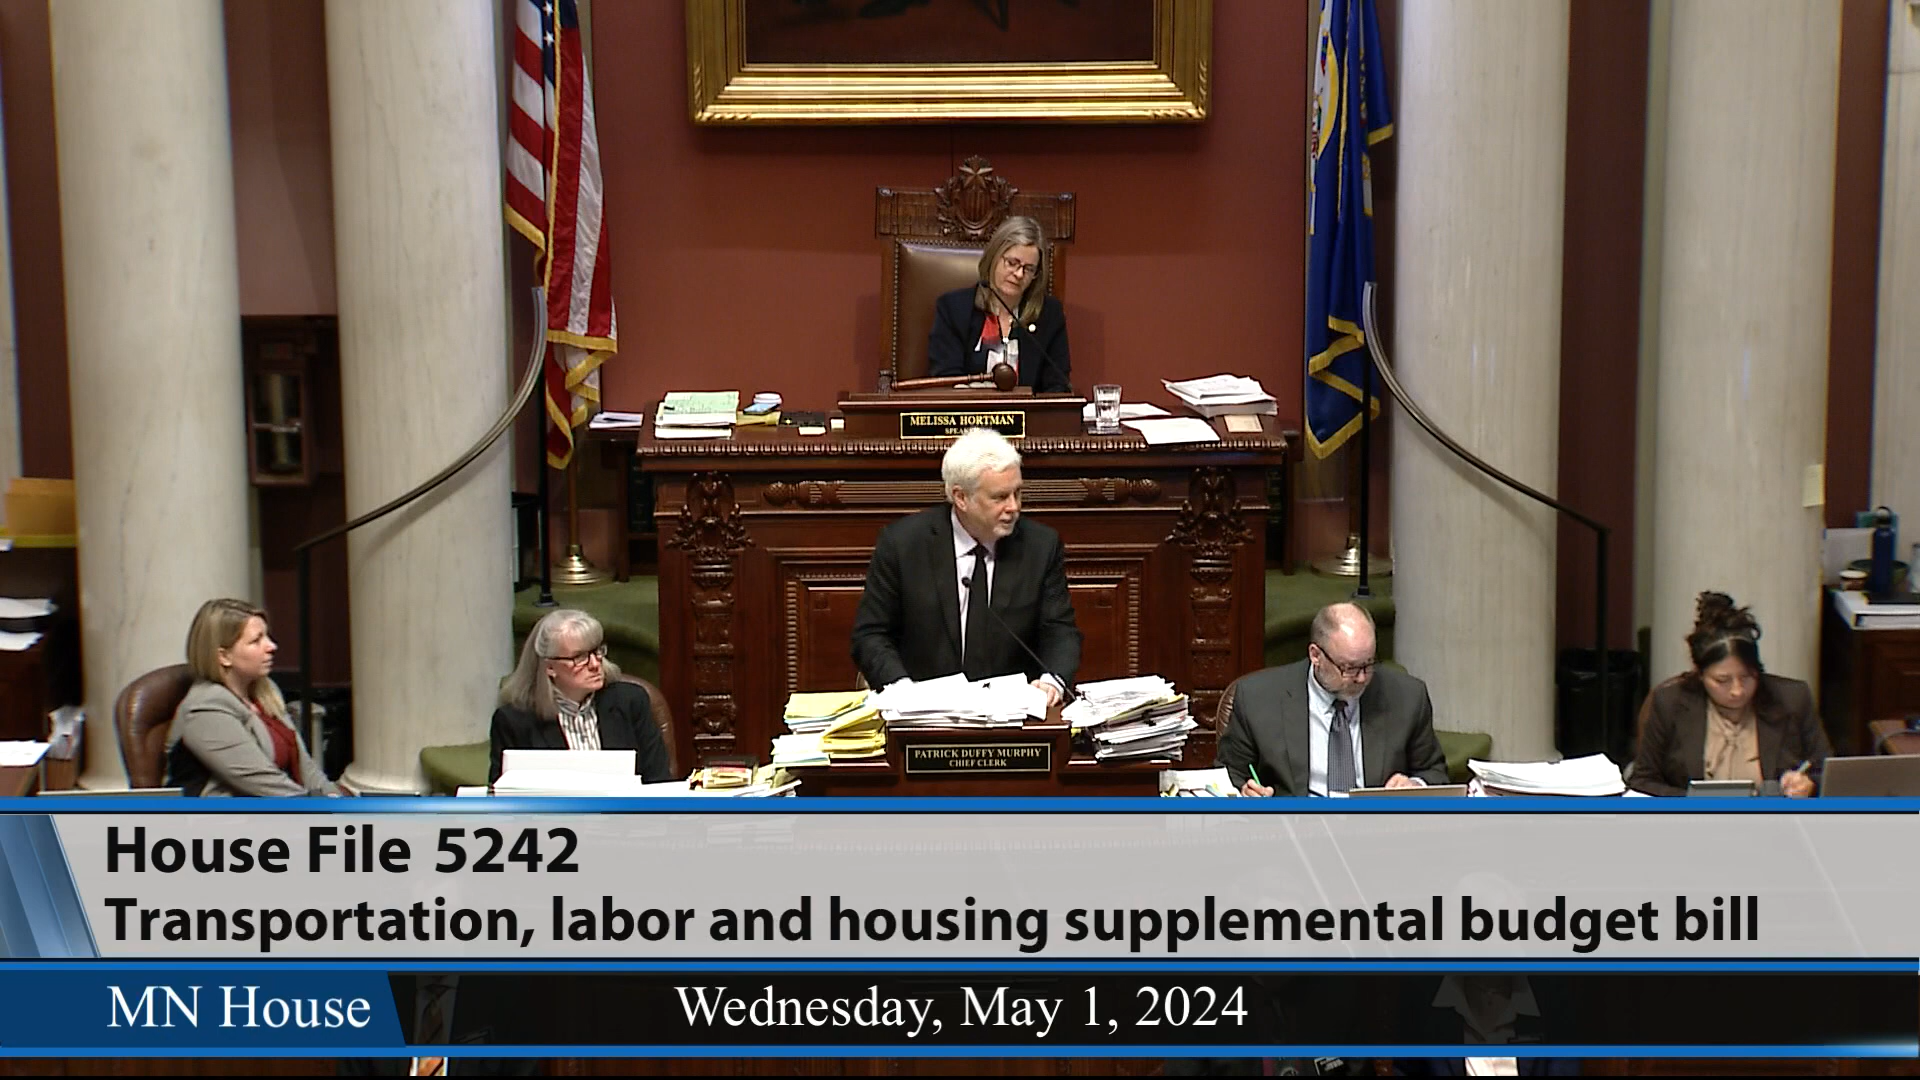 MELISSA HORTMAN
SPEAKER
PATRICK DUFFY MURPHY
CHIEF CLERK
House File 5242
Transportation, labor and housing supplemental budget bill
MN House
Wednesday, May 1, 2024